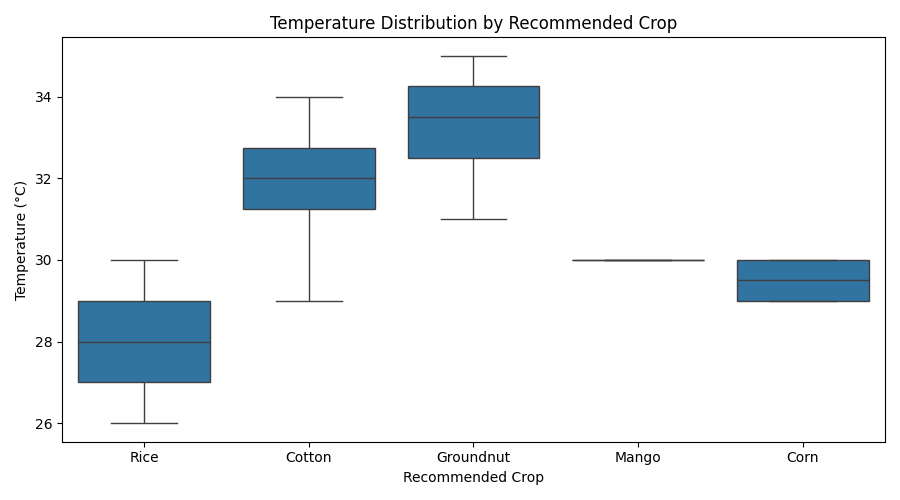 Temperature Distribution by Recommended Crop
Temperature (°C)
34
32
30
28
26
Rice Cotton Groundnut Mango Corn
Recommended Crop